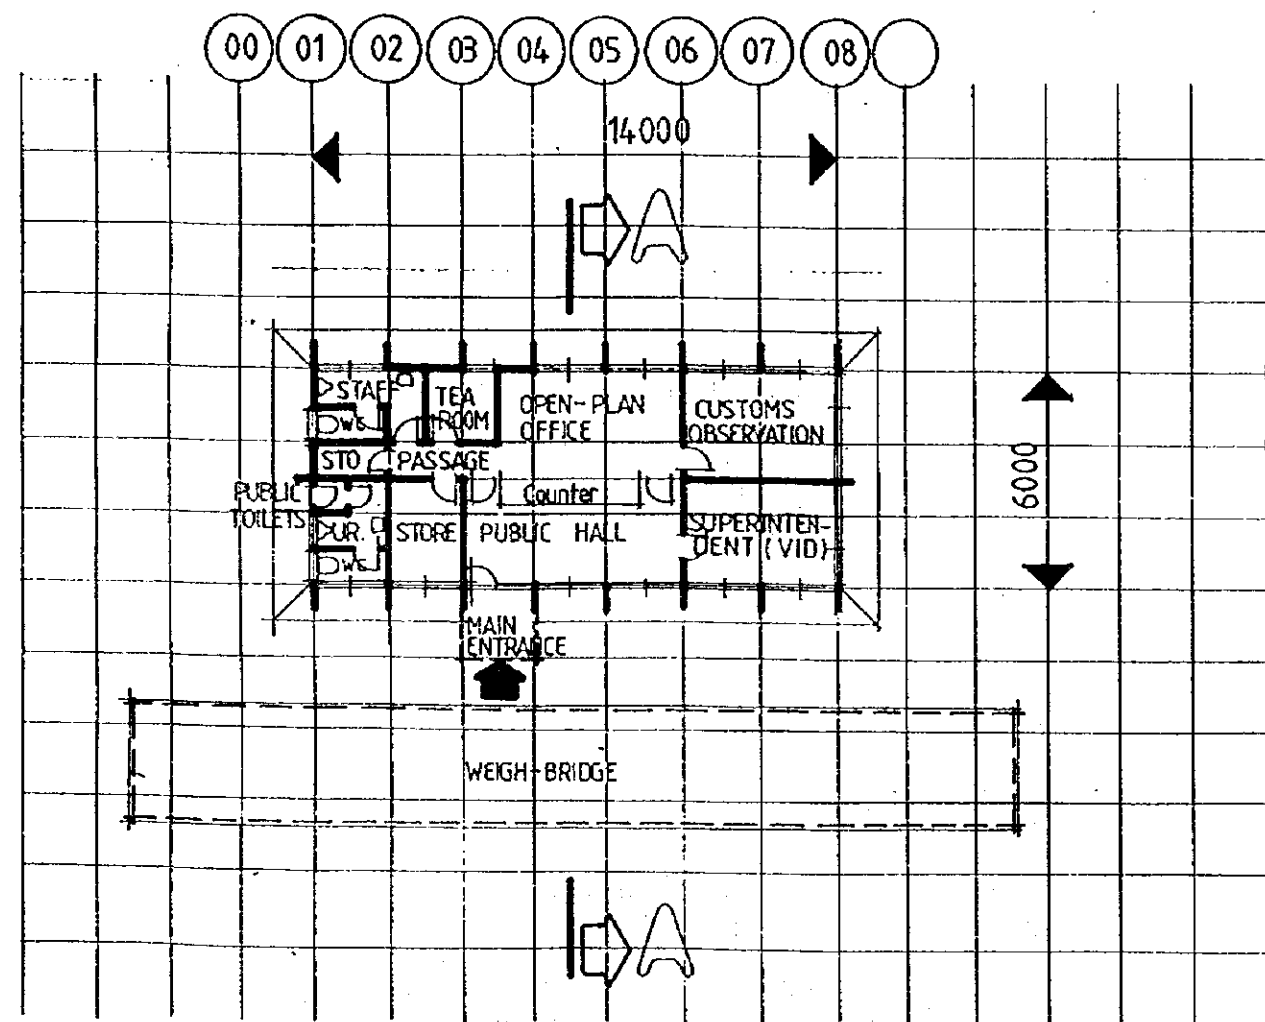 00 01 02 03 04 05 06 07 08
14000
A
STAFF
WC
TEA
ROOM
OPEN-PLAN
OFFICE
CUSTOMS
OBSERVATION
STO
PASSAGE
6000
PUBLIC
TOILETS
Counter
UR.
STORE
PUBLIC HALL
SUPERINTEN-
DENT (VID)
WC
MAIN
ENTRANCE
WEIGH-BRIDGE
A